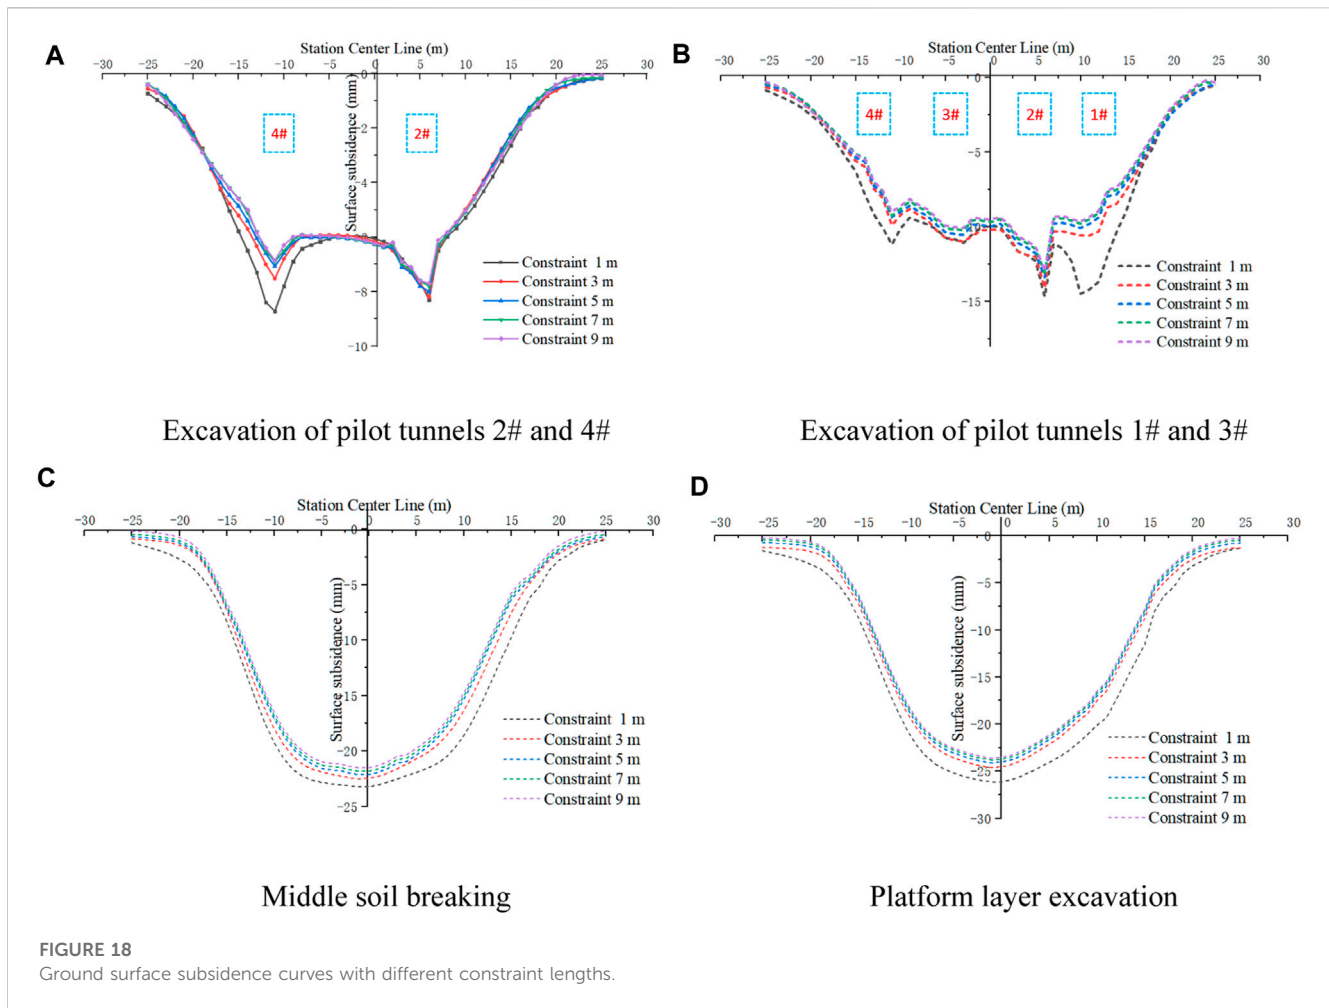 A
Station Center Line (m)
-30 -25 -20 -15 -10 -5 0 5 10 15 20 25 30
0
-2
-4
-6
-8
-10
Surface subsidence (mm)
4#
2#
Constraint 1 m
Constraint 3 m
Constraint 5 m
Constraint 7 m
Constraint 9 m
Excavation of pilot tunnels 2# and 4#
B
Station Center Line (m)
-30 -25 -20 -15 -10 -5 0 5 10 15 20 25 30
0
-5
-10
-15
Surface subsidence (mm)
4#
3#
2#
1#
Constraint 1 m
Constraint 3 m
Constraint 5 m
Constraint 7 m
Constraint 9 m
Excavation of pilot tunnels 1# and 3#
C
Station Center Line (m)
-30 -25 -20 -15 -10 -5 0 5 10 15 20 25 30
0
-5
-10
-15
-20
-25
Surface subsidence (mm)
Constraint 1 m
Constraint 3 m
Constraint 5 m
Constraint 7 m
Constraint 9 m
Middle soil breaking
D
Station Center Line (m)
-30 -25 -20 -15 -10 -5 0 5 10 15 20 25 30
0
-5
-10
-15
-20
-25
-30
Surface subsidence (mm)
Constraint 1 m
Constraint 3 m
Constraint 5 m
Constraint 7 m
Constraint 9 m
Platform layer excavation
FIGURE 18
Ground surface subsidence curves with different constraint lengths.